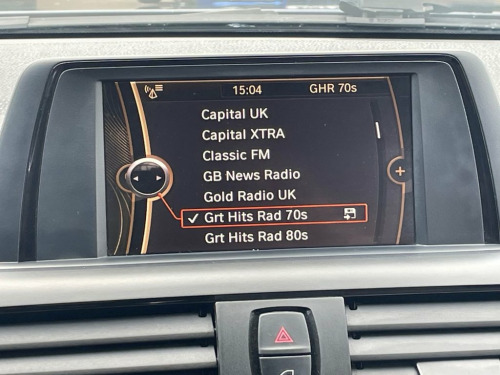 15:04 GHR 70s
Capital UK
Capital XTRA
Classic FM
GB News Radio
Gold Radio UK
Grt Hits Rad 70s
Grt Hits Rad 80s